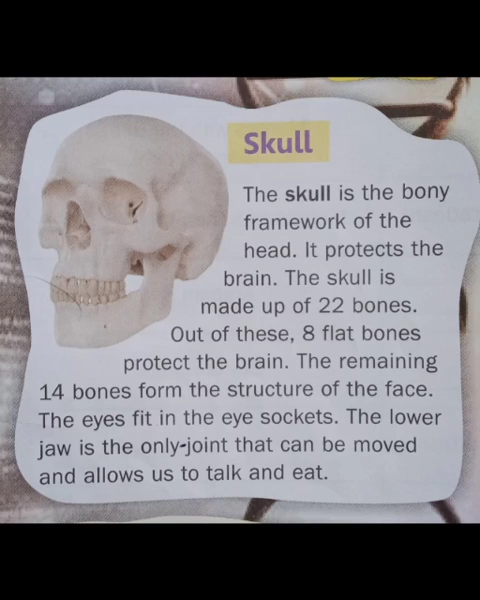 Skull
The skull is the bony
framework of the
head. It protects the
brain. The skull is
made up of 22 bones.
Out of these, 8 flat bones
protect the brain. The remaining
14 bones form the structure of the face.
The eyes fit in the eye sockets. The lower
jaw is the only-joint that can be moved
and allows us to talk and eat.